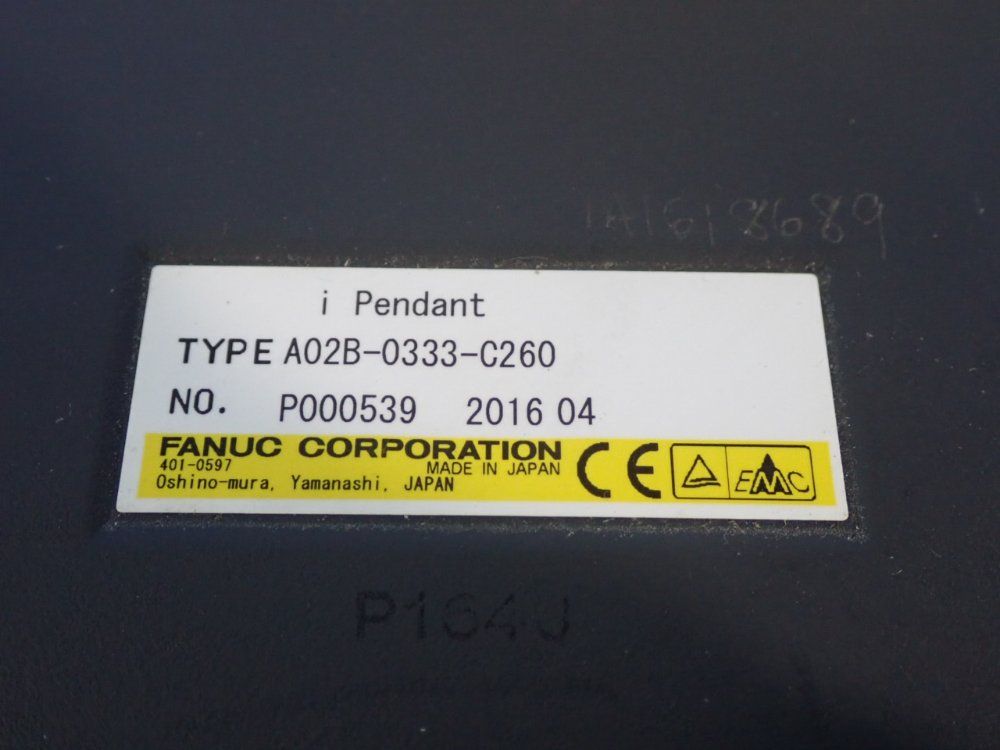 i Pendant
TYPE A02B-0333-C260
NO. P000539 2016 04
FANUC CORPORATION
401-0597 MADE IN JAPAN
Oshino-mura, Yamanashi, JAPAN
CE
EMC